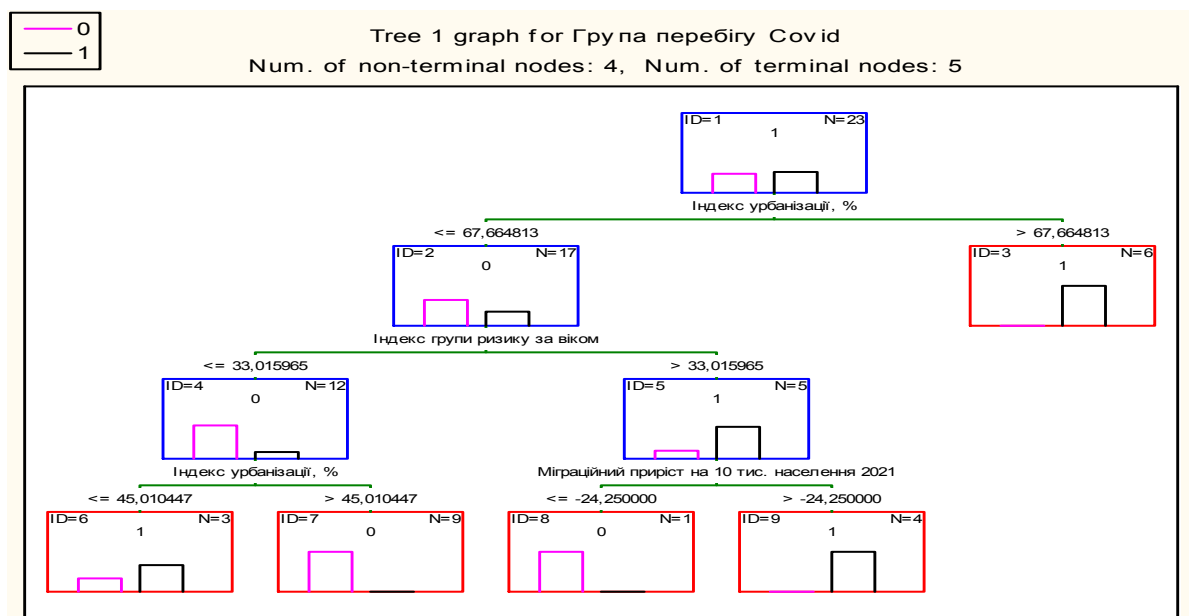 0
1
Tree 1 graph for Група перебігу Covid
Num. of non-terminal nodes: 4, Num. of terminal nodes: 5
ID=1 N=23
1
Індекс урбанізації, %
<= 67,664813 > 67,664813
ID=2 N=17 ID=3 N=6
0 1
Індекс групи ризику за віком
<= 33,015965 > 33,015965
ID=4 N=12 ID=5 N=5
0 1
Індекс урбанізації, % Міграційний приріст на 10 тис. населення 2021
<= 45,010447 > 45,010447 <= -24,250000 > -24,250000
ID=6 N=3 ID=7 N=9 ID=8 N=1 ID=9 N=4
1 0 0 1